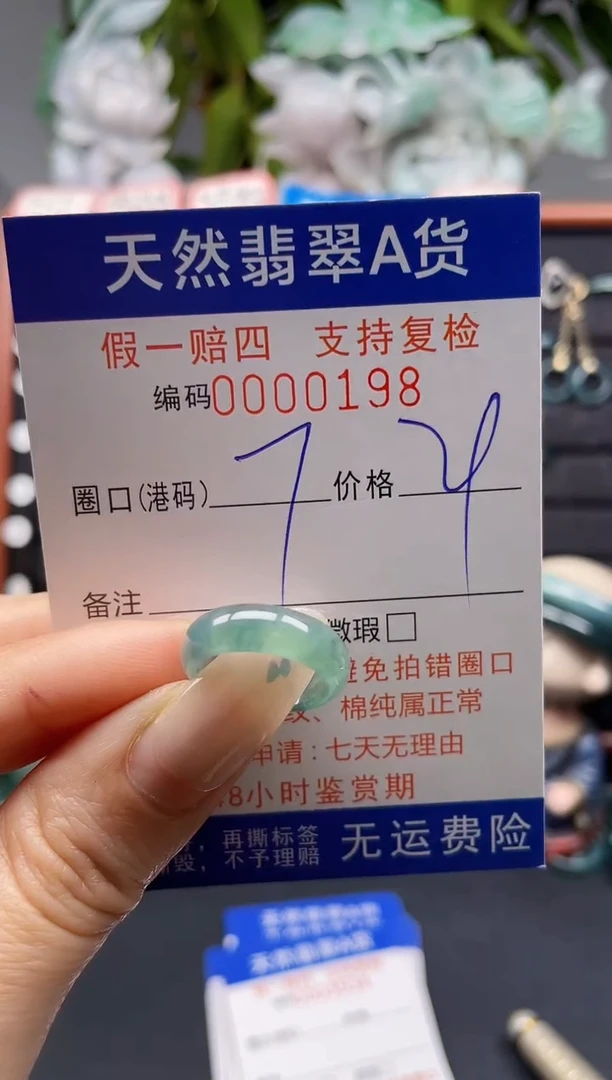 天然翡翠A货
假一赔四 支持复检
编码0000198
圈口(港码) 7 价格 4
备注
微瑕□
避免拍错圈口
纹、棉纯属正常
申请：七天无理由
8小时鉴赏期
，再撕标签
毁，不予理赔
无运费险